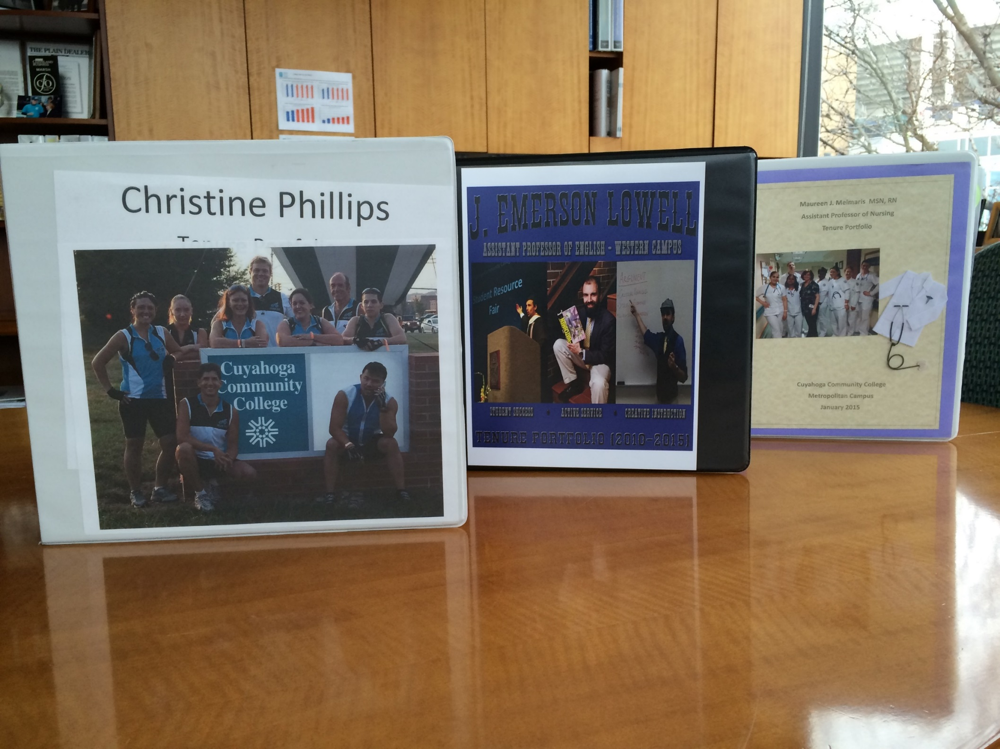 THE PLAIN DEALER
MARSH
cfo
Christine Phillips
Cuyahoga
Community
College
J. EMERSON LOWELL
ASSISTANT PROFESSOR OF ENGLISH - WESTERN CAMPUS
Student Resource
Fair
ARGUMENT
STUDENT SUCCESS • ACTIVE SERVICE • CREATIVE INSTRUCTION
TENURE PORTFOLIO (2010-2015)
Maureen J. Meimaris MSN, RN
Assistant Professor of Nursing
Tenure Portfolio
Cuyahoga Community College
Metropolitan Campus
January 2015